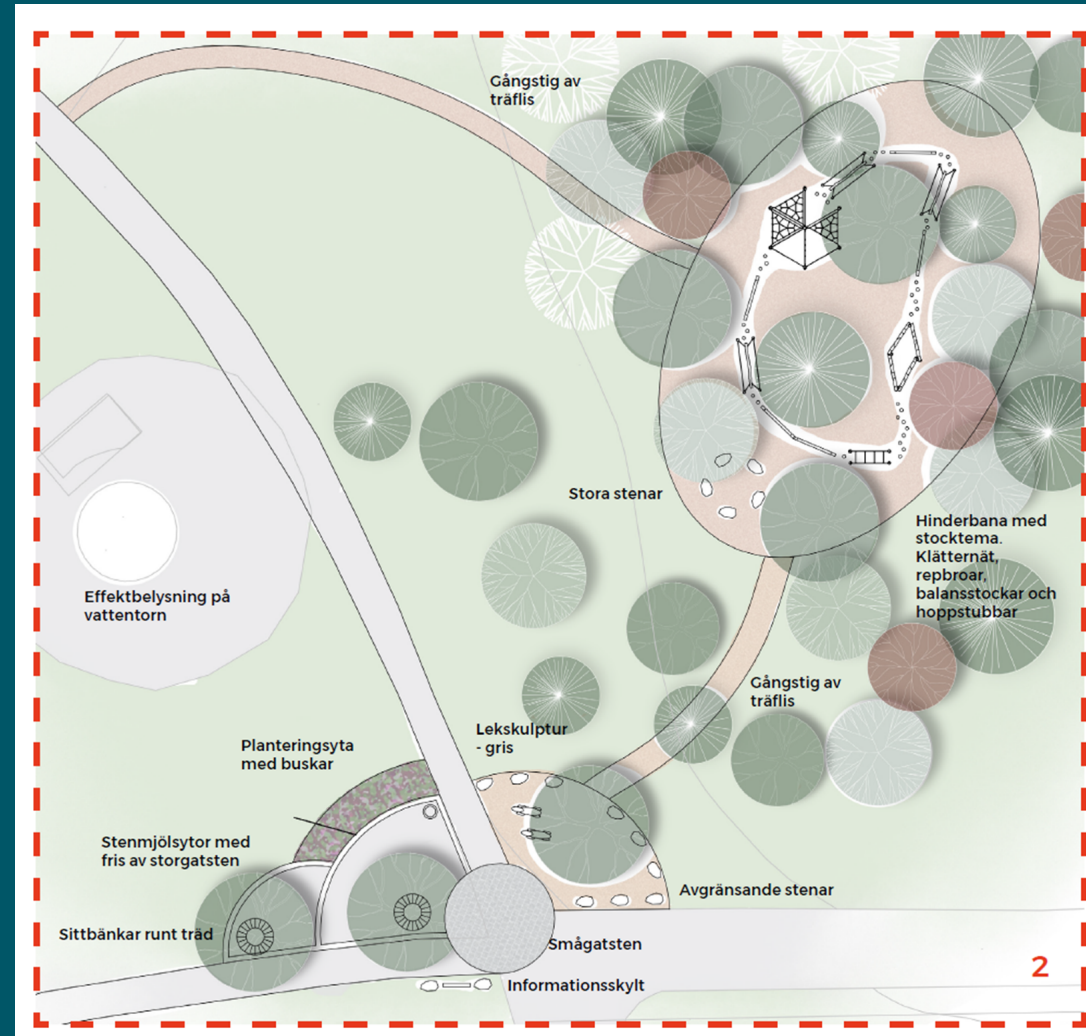 Gångstig av
träflis
Stora stenar
Hinderbana med
stocktema.
Klätternät,
repbroar,
balansstockar och
hoppstubbar
Effektbelysning på
vattentorn
Gångstig av
träflis
Lekskulptur
- gris
Planteringsyta
med buskar
Stenmjölsytor med
fris av storgatsten
Avgränsande stenar
Sittbänkar runt träd
Smågatsten
Informationsskylt
2